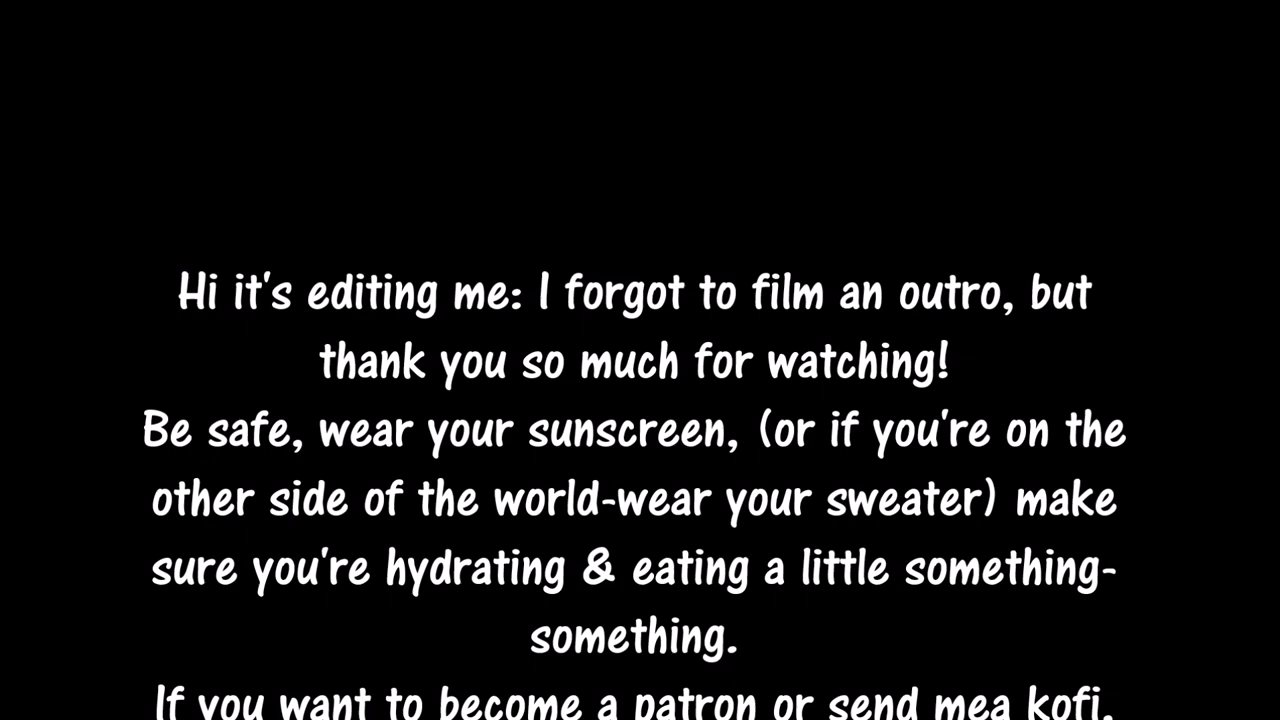 Hi it's editing me: I forgot to film an outro, but
thank you so much for watching!
Be safe, wear your sunscreen, (or if you're on the
other side of the world-wear your sweater) make
sure you're hydrating & eating a little something-
something.
If you want to become a patron or send mea kofi,